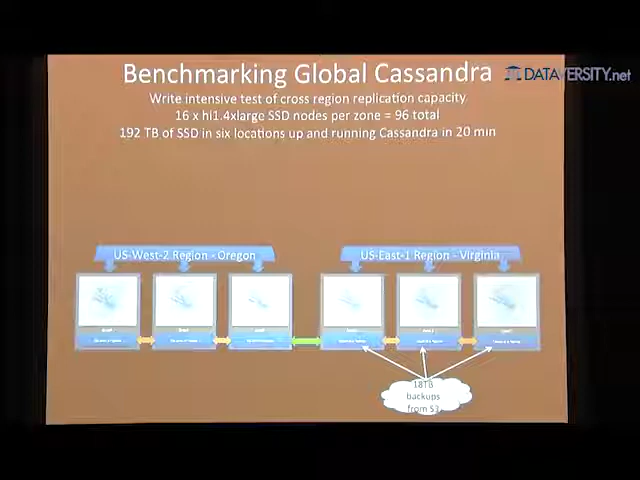 Benchmarking Global Cassandra
DATAVERSITY.net
Write intensive test of cross region replication capacity
16 x hi1.4xlarge SSD nodes per zone = 96 total
192 TB of SSD in six locations up and running Cassandra in 20 min
US-West-2 Region - Oregon
US-East-1 Region - Virginia
18TB
backups
from S3